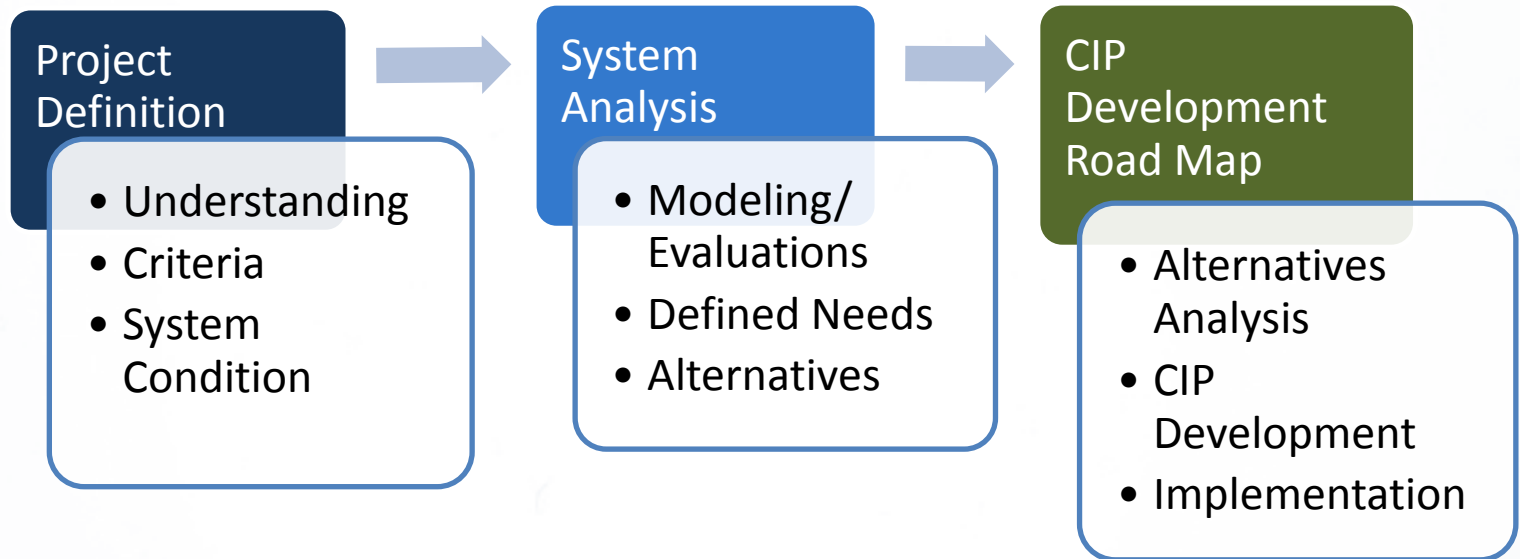 Project
Definition
• Understanding
• Criteria
• System
Condition
System
Analysis
• Modeling/
Evaluations
• Defined Needs
• Alternatives
CIP
Development
Road Map
• Alternatives
Analysis
• CIP
Development
• Implementation